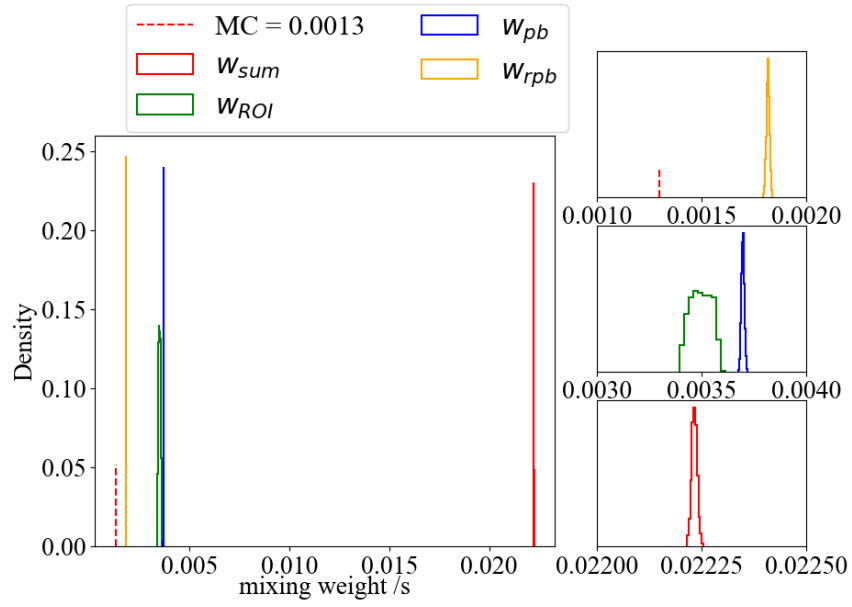 MC = 0.0013
w_sum
w_ROI
w_pb
w_rpb
0.25
0.20
0.15
0.10
0.05
0.00
Density
0.005 0.010 0.015 0.020
mixing weight /s
0.0010 0.0015 0.0020
0.0030 0.0035 0.0040
0.02200 0.02225 0.02250